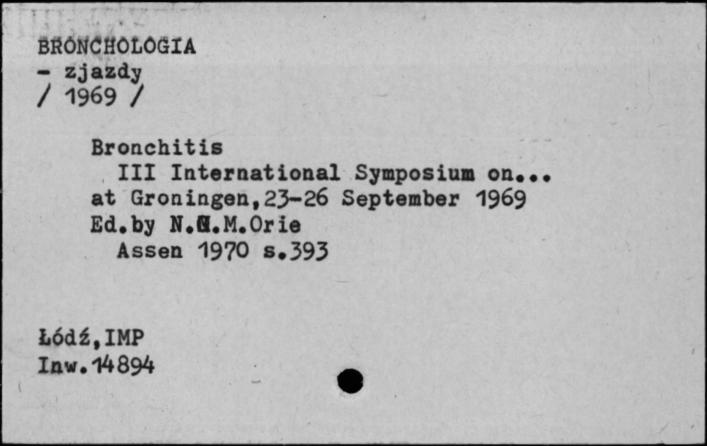 BRONCHOLOGIA
- zjazdy
/ 1969 /
Bronchitis
III International Symposium on...
at Groningen,23-26 September 1969
Ed.by N.G.M.Orie
Assen 1970 s.393
Łódź,IMP
Inw.14894